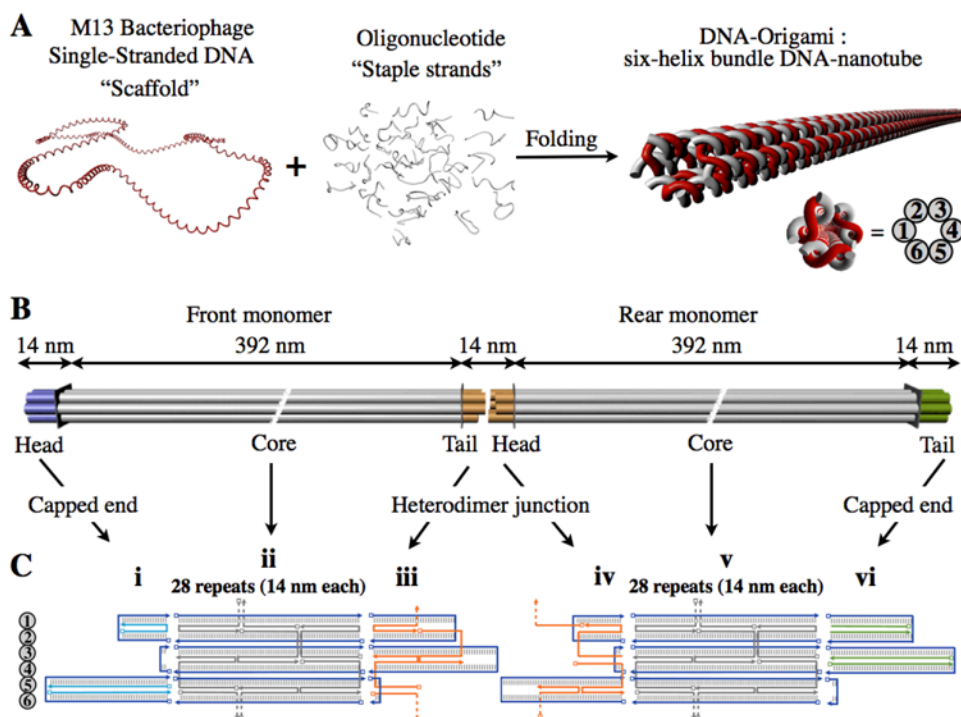 A
M13 Bacteriophage
Single-Stranded DNA
“Scaffold”
+
Oligonucleotide
“Staple strands”
Folding
DNA-Origami :
six-helix bundle DNA-nanotube
=
2 3
1 4
6 5
B
Front monomer
Rear monomer
14 nm 392 nm 14 nm 392 nm 14 nm
Head Core Tail Head Core Tail
Capped end Heterodimer junction Capped end
C
i ii iii iv v vi
28 repeats (14 nm each) 28 repeats (14 nm each)
1
2
3
4
5
6